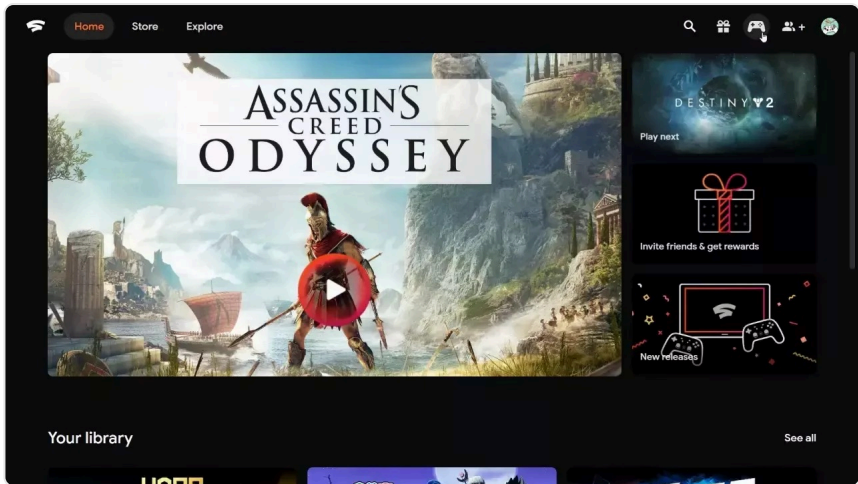 Home
Store
Explore
ASSASSIN'S
CREED
ODYSSEY
DESTINY 2
Play next
Invite friends & get rewards
New releases
Your library
See all